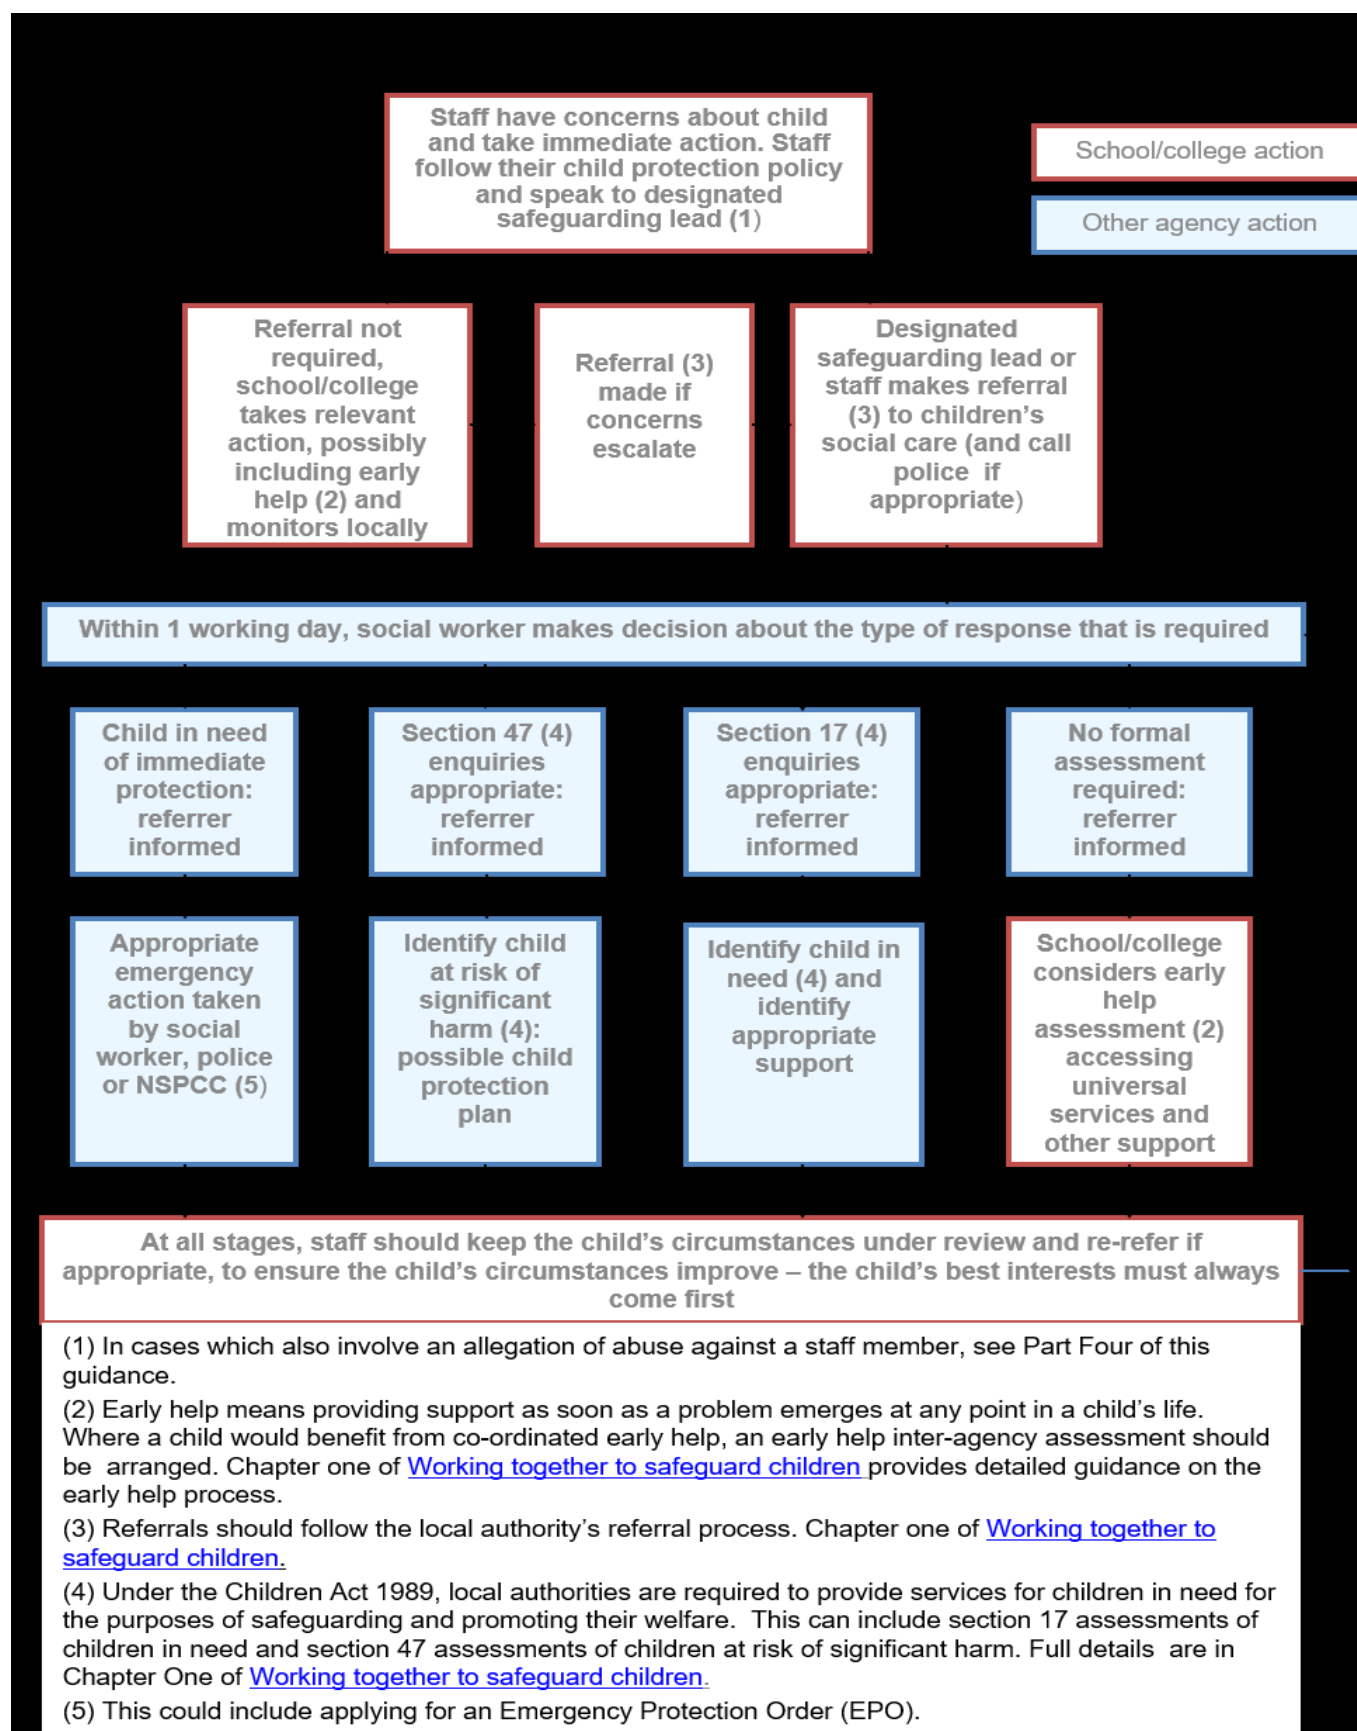 Staff have concerns about child
and take immediate action. Staff
follow their child protection policy
and speak to designated
safeguarding lead (1)
School/college action
Other agency action
Referral not
required,
school/college
takes relevant
action, possibly
including early
help (2) and
monitors locally
Referral (3)
made if
concerns
escalate
Designated
safeguarding lead or
staff makes referral
(3) to children’s
social care (and call
police  if
appropriate)
Within 1 working day, social worker makes decision about the type of response that is required
Child in need
of immediate
protection:
referrer
informed
Section 47 (4)
enquiries
appropriate:
referrer
informed
Section 17 (4)
enquiries
appropriate:
referrer
informed
No formal
assessment
required:
referrer
informed
Appropriate
emergency
action taken
by social
worker, police
or NSPCC (5)
Identify child
at risk of
significant
harm (4):
possible child
protection
plan
Identify child in
need (4) and
identify
appropriate
support
School/college
considers early
help
assessment (2)
accessing
universal
services and
other support
At all stages, staff should keep the child’s circumstances under review and re-refer if
appropriate, to ensure the child’s circumstances improve – the child’s best interests must always
come first
(1) In cases which also involve an allegation of abuse against a staff member, see Part Four of this
guidance.
(2) Early help means providing support as soon as a problem emerges at any point in a child’s life.
Where a child would benefit from co-ordinated early help, an early help inter-agency assessment should
be  arranged. Chapter one of Working together to safeguard children provides detailed guidance on the
early help process.
(3) Referrals should follow the local authority’s referral process. Chapter one of Working together to
safeguard children.
(4) Under the Children Act 1989, local authorities are required to provide services for children in need for
the purposes of safeguarding and promoting their welfare.  This can include section 17 assessments of
children in need and section 47 assessments of children at risk of significant harm. Full details  are in
Chapter One of Working together to safeguard children.
(5) This could include applying for an Emergency Protection Order (EPO).